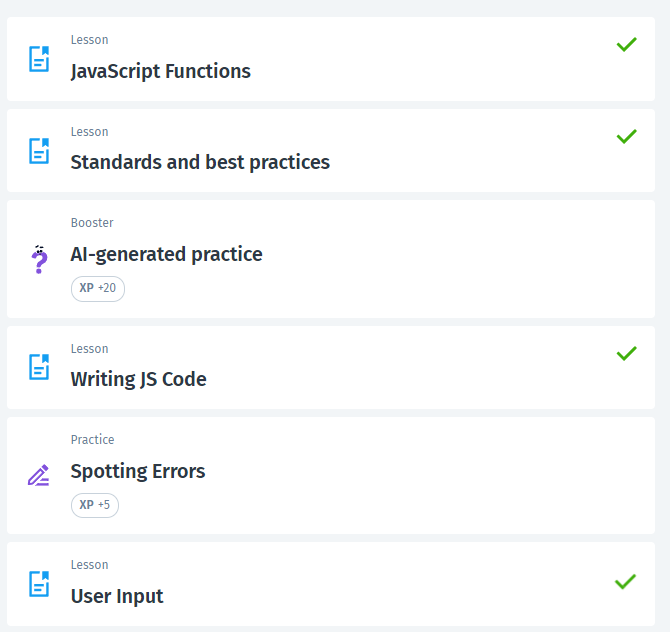 Lesson
JavaScript Functions
Lesson
Standards and best practices
Booster
AI-generated practice
XP +20
Lesson
Writing JS Code
Practice
Spotting Errors
XP +5
Lesson
User Input